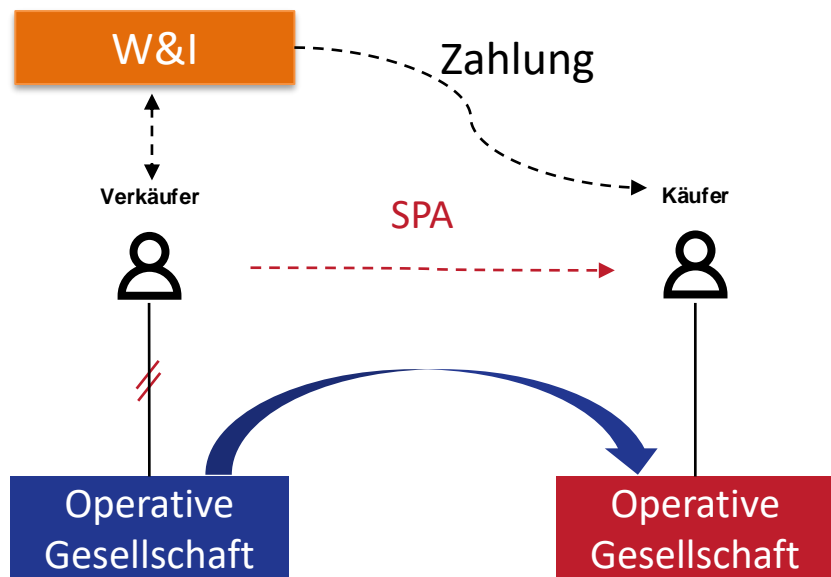 W&I
Zahlung
Verkäufer
Käufer
SPA
Operative
Gesellschaft
Operative
Gesellschaft